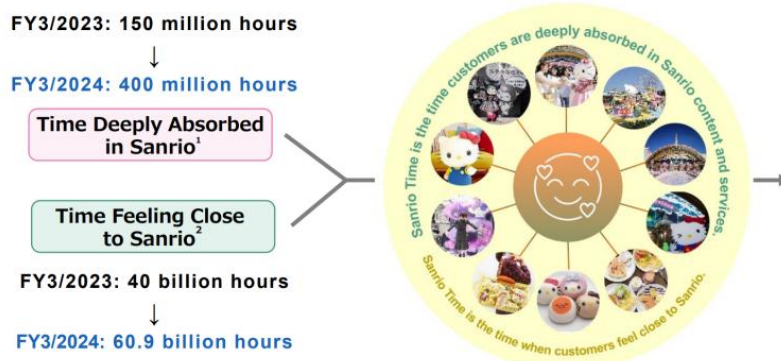 FY3/2023: 150 million hours
↓
FY3/2024: 400 million hours
Time Deeply Absorbed
in Sanrio¹
Time Feeling Close
to Sanrio²
FY3/2023: 40 billion hours
↓
FY3/2024: 60.9 billion hours
Sanrio Time is the time customers are deeply absorbed in Sanrio content and services.
Sanrio Time is the time when customers feel close to Sanrio.